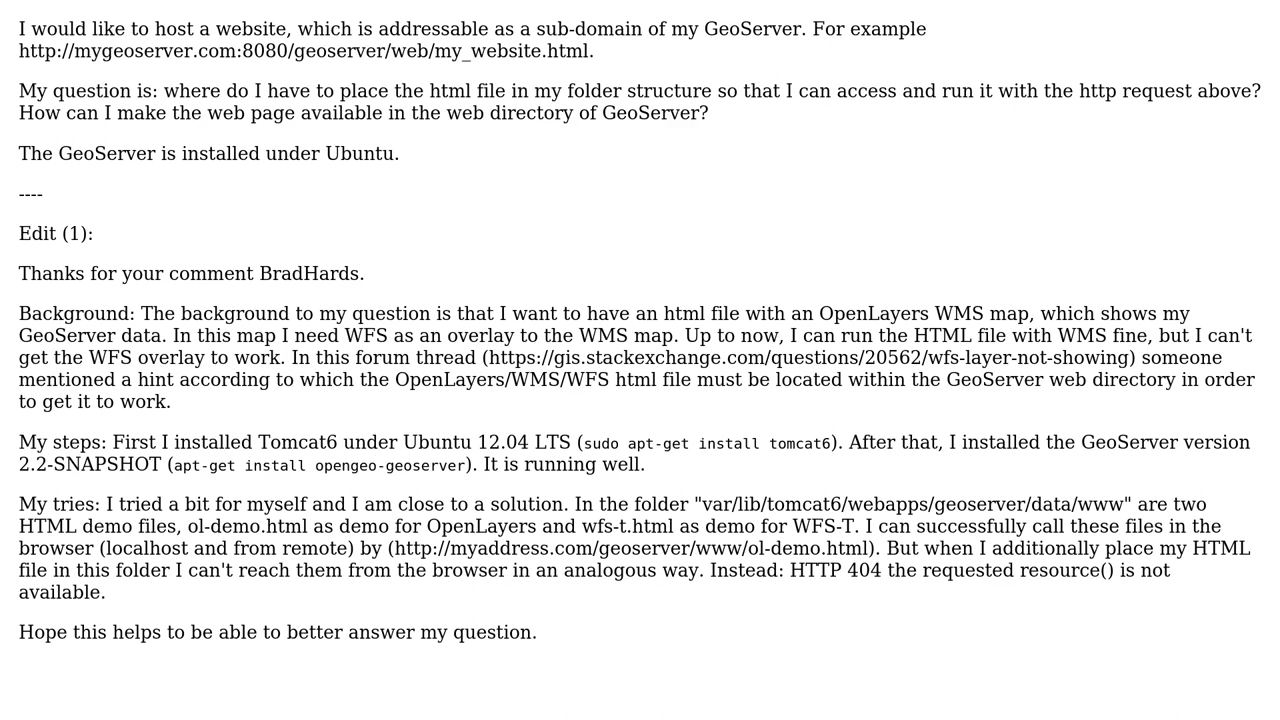 I would like to host a website, which is addressable as a sub-domain of my GeoServer. For example
http://mygeoserver.com:8080/geoserver/web/my_website.html.
My question is: where do I have to place the html file in my folder structure so that I can access and run it with the http request above?
How can I make the web page available in the web directory of GeoServer?
The GeoServer is installed under Ubuntu.
----
Edit (1):
Thanks for your comment BradHards.
Background: The background to my question is that I want to have an html file with an OpenLayers WMS map, which shows my
GeoServer data. In this map I need WFS as an overlay to the WMS map. Up to now, I can run the HTML file with WMS fine, but I can't
get the WFS overlay to work. In this forum thread (https://gis.stackexchange.com/questions/20562/wfs-layer-not-showing) someone
mentioned a hint according to which the OpenLayers/WMS/WFS html file must be located within the GeoServer web directory in order
to get it to work.
My steps: First I installed Tomcat6 under Ubuntu 12.04 LTS (sudo apt-get install tomcat6). After that, I installed the GeoServer version
2.2-SNAPSHOT (apt-get install opengeo-geoserver). It is running well.
My tries: I tried a bit for myself and I am close to a solution. In the folder "var/lib/tomcat6/webapps/geoserver/data/www" are two
HTML demo files, ol-demo.html as demo for OpenLayers and wfs-t.html as demo for WFS-T. I can successfully call these files in the
browser (localhost and from remote) by (http://myaddress.com/geoserver/www/ol-demo.html). But when I additionally place my HTML
file in this folder I can't reach them from the browser in an analogous way. Instead: HTTP 404 the requested resource() is not
available.
Hope this helps to be able to better answer my question.